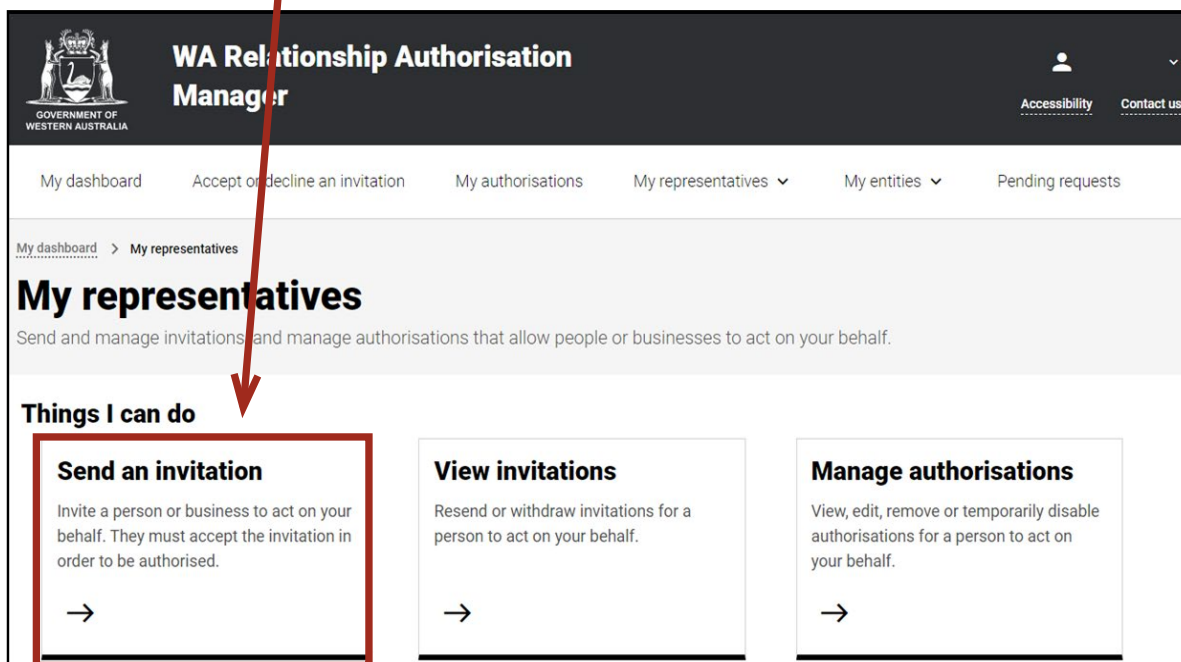 WA Relationship Authorisation
Manager
GOVERNMENT OF
WESTERN AUSTRALIA
Accessibility
Contact us
My dashboard
Accept or decline an invitation
My authorisations
My representatives
My entities
Pending requests
My dashboard > My representatives
My representatives
Send and manage invitations, and manage authorisations that allow people or businesses to act on your behalf.
Things I can do
Send an invitation
Invite a person or business to act on your
behalf. They must accept the invitation in
order to be authorised.
View invitations
Resend or withdraw invitations for a
person to act on your behalf.
Manage authorisations
View, edit, remove or temporarily disable
authorisations for a person to act on
your behalf.